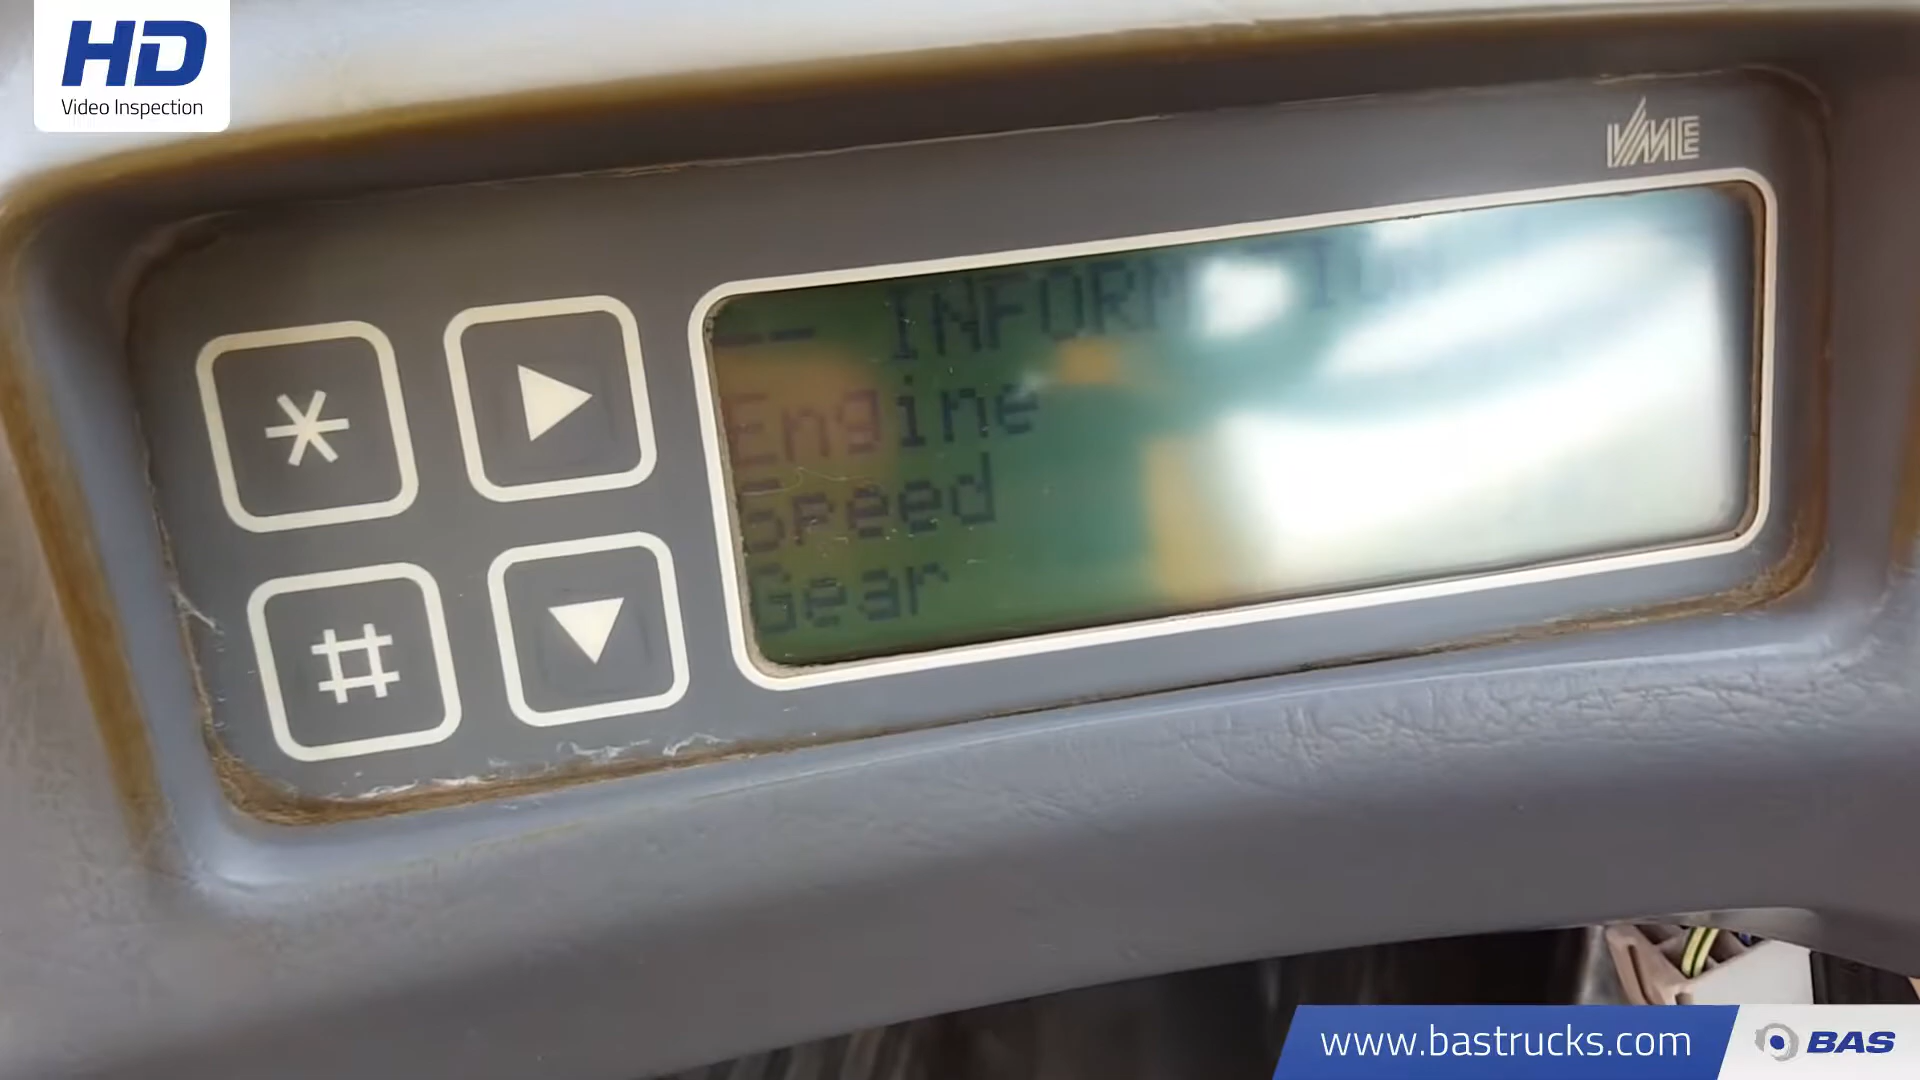 HD
Video Inspection
VME
-- INFORMATION
Engine
Speed
Gear
*
#
www.bastrucks.com
BAS